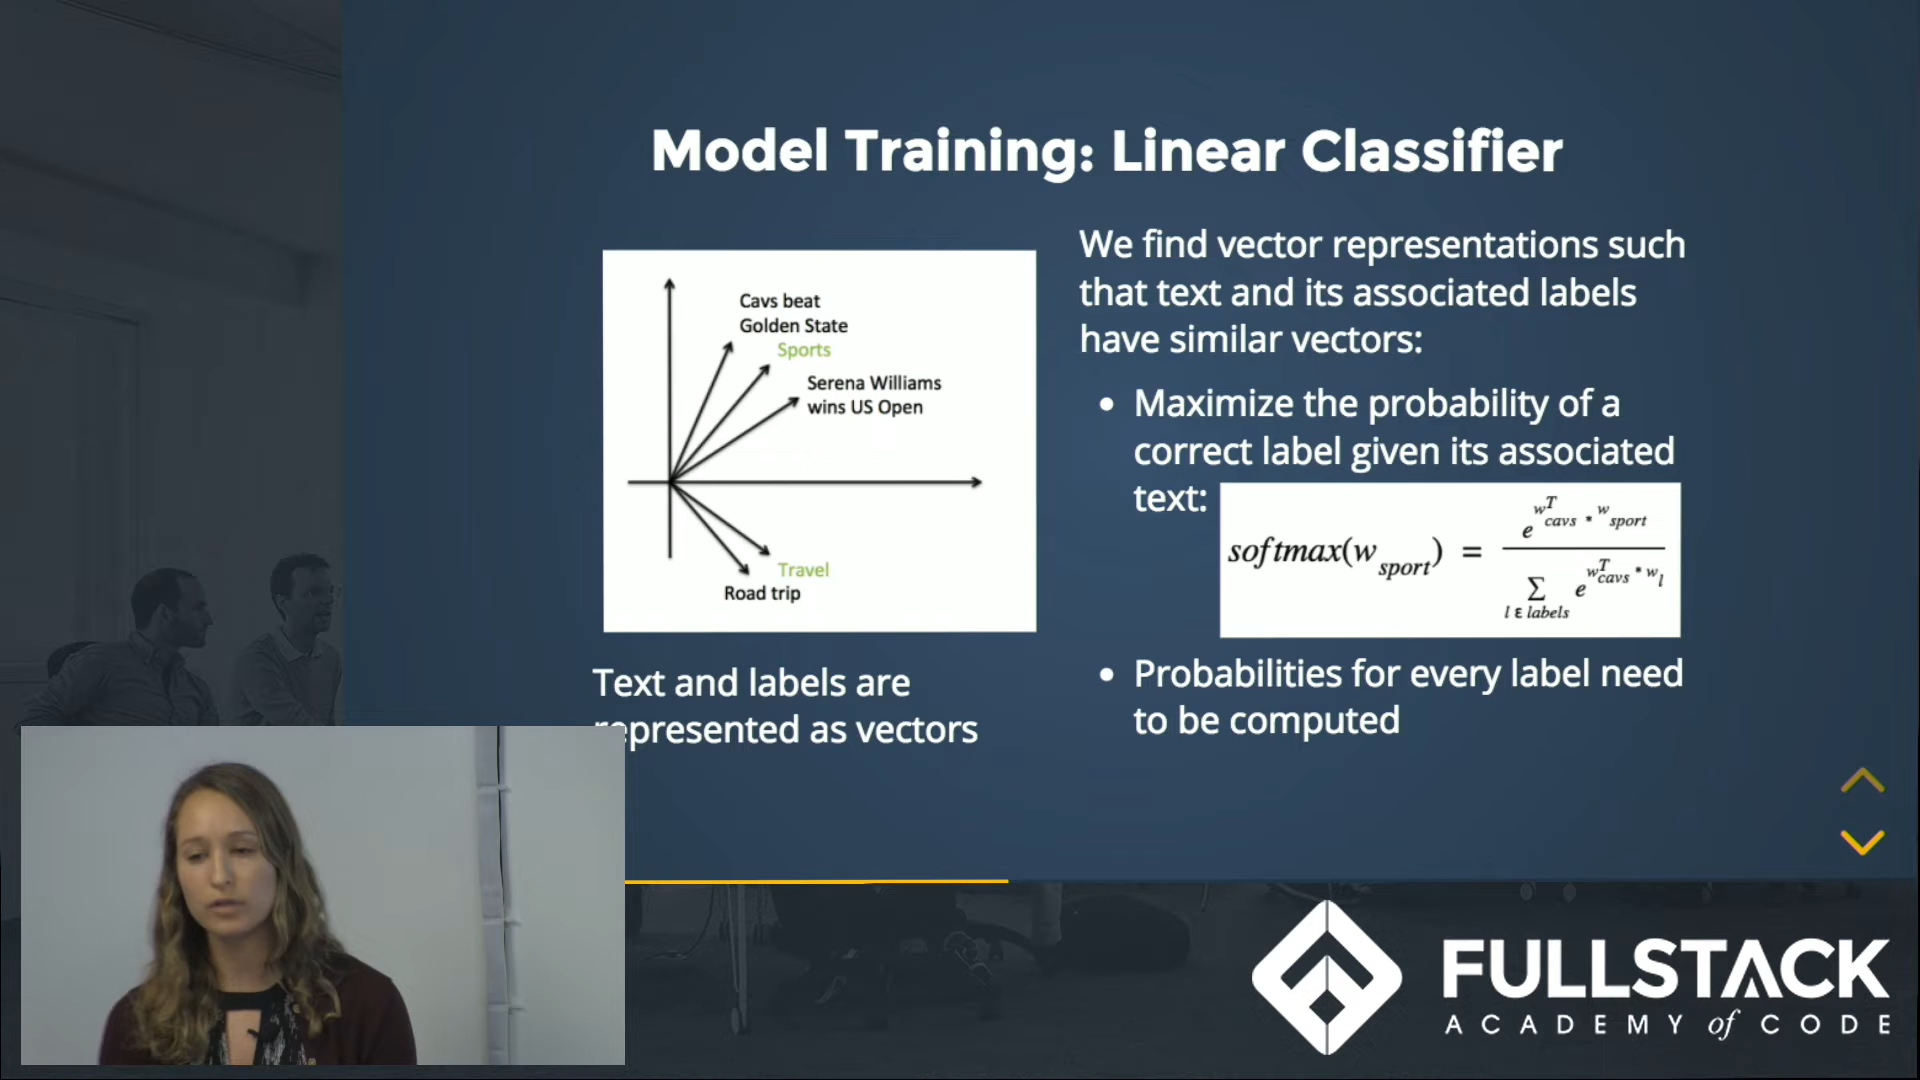 Model Training: Linear Classifier
Cavs beat
Golden State
Sports
Serena Williams
wins US Open
Travel
Road trip
Text and labels are
represented as vectors
We find vector representations such
that text and its associated labels
have similar vectors:
• Maximize the probability of a
correct label given its associated
text:
softmax(w_sport) = e^(w^T_cavs * w_sport) / Σ_(l ε labels) e^(w^T_cavs * w_l)
• Probabilities for every label need
to be computed
FULLSTACK
ACADEMY of CODE